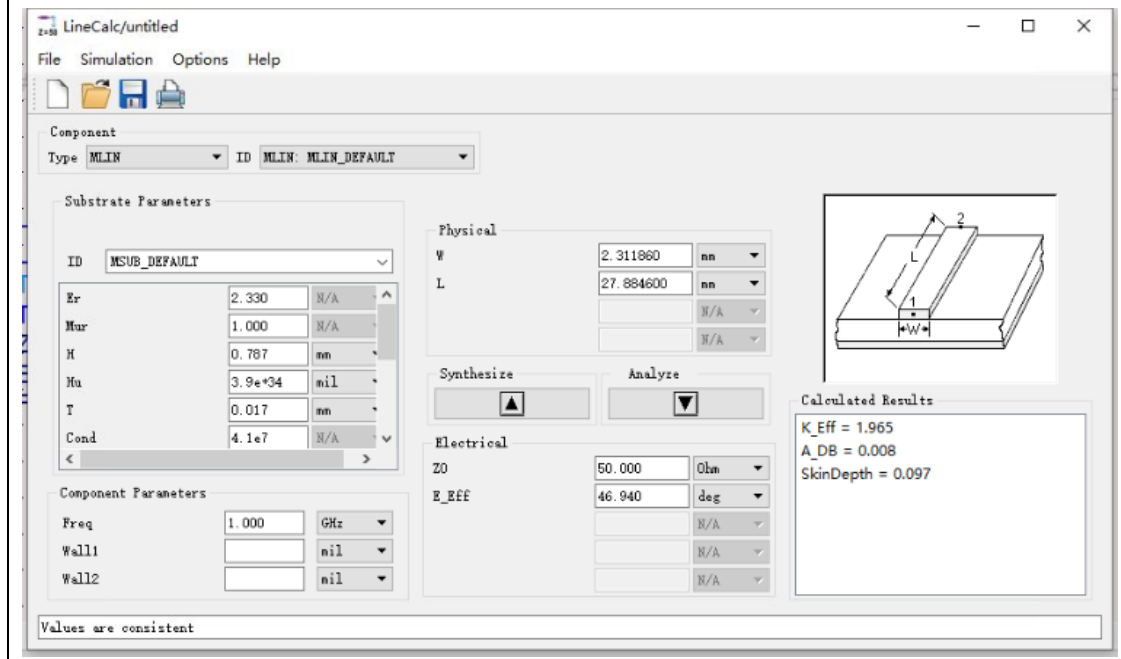 Z=50 LineCalc/untitled
File Simulation Options Help
Component
Type MLIN ID MLIN: MLIN_DEFAULT
Substrate Parameters
ID MSUB_DEFAULT
Er 2.330 N/A
Mur 1.000 N/A
H 0.787 mm
Hu 3.9e+34 mil
T 0.017 mm
Cond 4.1e7 N/A
Component Parameters
Freq 1.000 GHz
Wall1 mil
Wall2 mil
Physical
W 2.311860 mm
L 27.884600 mm
N/A
N/A
Synthesize Analyze
Electrical
Z0 50.000 Ohm
E_Eff 46.940 deg
N/A
N/A
N/A
2
L
1
W
Calculated Results
K_Eff = 1.965
A_DB = 0.008
SkinDepth = 0.097
Values are consistent